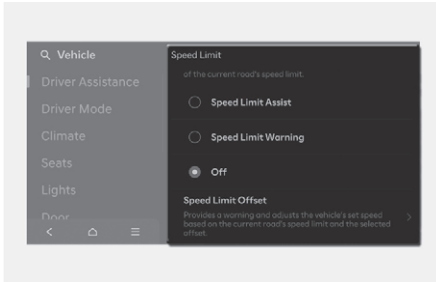 Vehicle
Driver Assistance
Driver Mode
Climate
Seats
Lights
Door
Speed Limit
of the current road's speed limit.
Speed Limit Assist
Speed Limit Warning
Off
Speed Limit Offset
Provides a warning and adjusts the vehicle's set speed
based on the current road's speed limit and the selected
offset.